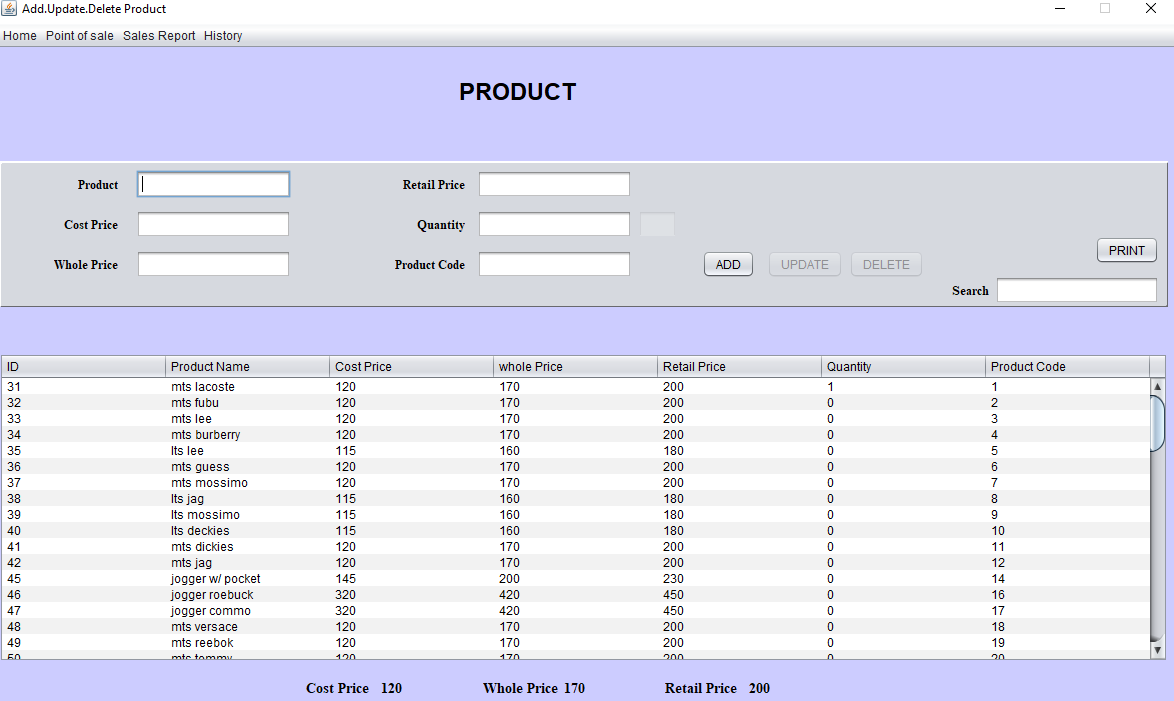 Add.Update.Delete Product
Home Point of sale Sales Report History
PRODUCT
Product Retail Price
Cost Price Quantity
Whole Price Product Code ADD UPDATE DELETE PRINT
Search
ID Product Name Cost Price whole Price Retail Price Quantity Product Code
31 mts lacoste 120 170 200 1 1
32 mts fubu 120 170 200 0 2
33 mts lee 120 170 200 0 3
34 mts burberry 120 170 200 0 4
35 lts lee 115 160 180 0 5
36 mts guess 120 170 200 0 6
37 mts mossimo 120 170 200 0 7
38 lts jag 115 160 180 0 8
39 lts mossimo 115 160 180 0 9
40 lts deckies 115 160 180 0 10
41 mts dickies 120 170 200 0 11
42 mts jag 120 170 200 0 12
45 jogger w/ pocket 145 200 230 0 14
46 jogger roebuck 320 420 450 0 16
47 jogger commo 320 420 450 0 17
48 mts versace 120 170 200 0 18
49 mts reebok 120 170 200 0 19
50 mts tommy 120 170 200 0 20
Cost Price 120 Whole Price 170 Retail Price 200